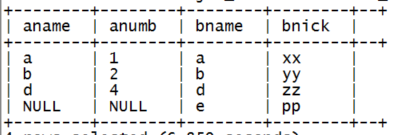 +--------+--------+--------+--------+--+
| aname | anumb | bname | bnick | |
+--------+--------+--------+--------+--+
| a | 1 | a | xx | |
| b | 2 | b | yy | |
| d | 4 | d | zz | |
| NULL | NULL | e | pp | |
+--------+--------+--------+--------+--+